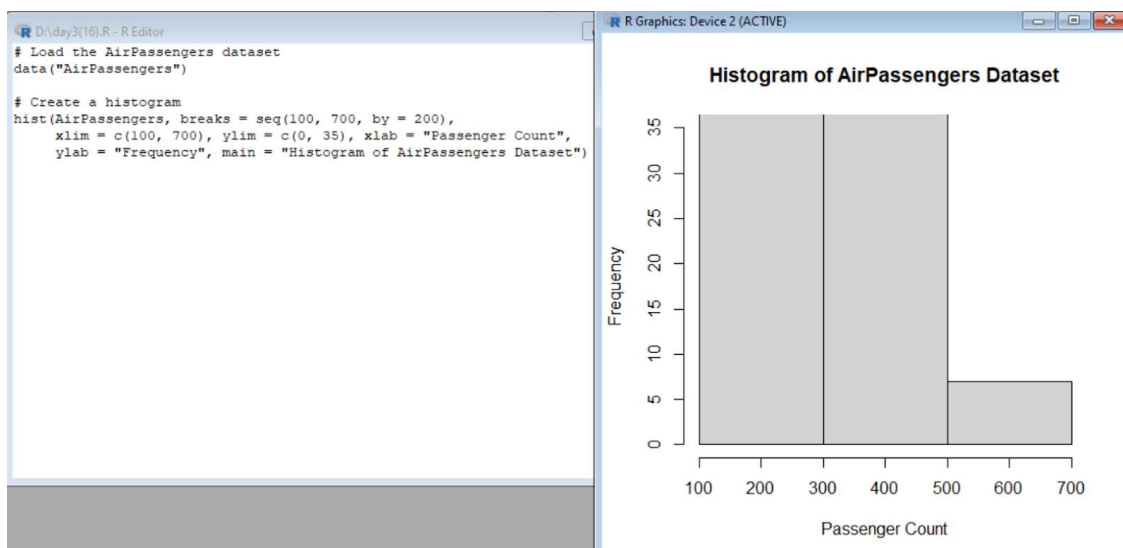 D:\day3(16).R - R Editor
# Load the AirPassengers dataset
data("AirPassengers")
# Create a histogram
hist(AirPassengers, breaks = seq(100, 700, by = 200),
xlim = c(100, 700), ylim = c(0, 35), xlab = "Passenger Count",
ylab = "Frequency", main = "Histogram of AirPassengers Dataset")
R Graphics: Device 2 (ACTIVE)
Histogram of AirPassengers Dataset
Frequency
35
30
25
20
15
10
5
0
100 200 300 400 500 600 700
Passenger Count